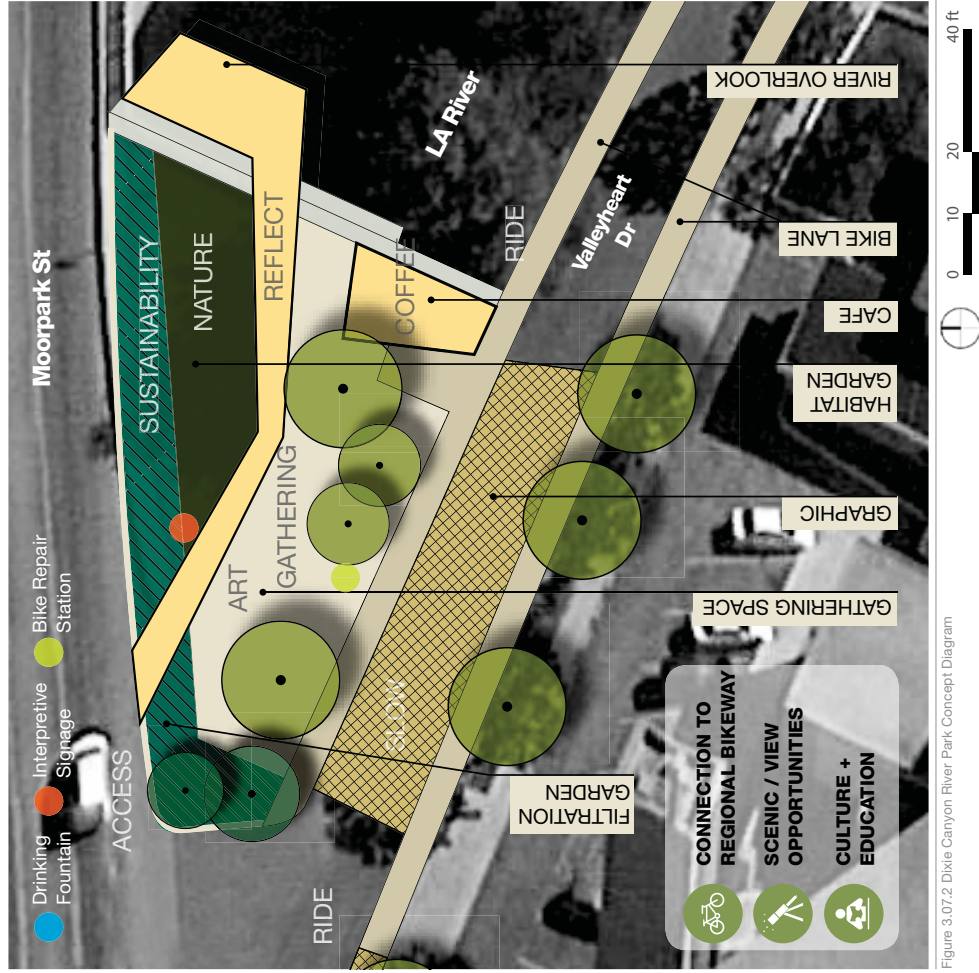 Moorpark St
Drinking
Fountain
Interpretive
Signage
Bike Repair
Station
ACCESS
SUSTAINABILITY
NATURE
REFLECT
ART
GATHERING
COFFEE
RIDE
SLOW
RIDE
LA River
Valleyheart
Dr
RIVER OVERLOOK
BIKE LANE
CAFE
HABITAT
GARDEN
GRAPHIC
GATHERING SPACE
FILTRATION
GARDEN
CONNECTION TO
REGIONAL BIKEWAY
SCENIC / VIEW
OPPORTUNITIES
CULTURE +
EDUCATION
0 10 20 40 ft
Figure 3.07.2 Dixie Canyon River Park Concept Diagram